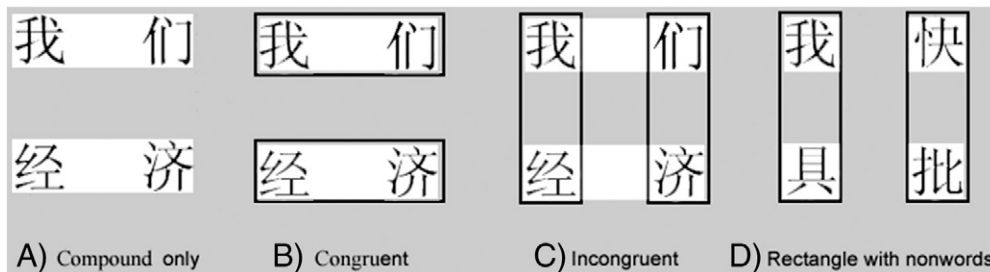 我 们 我 们 我 们 我 快
经 济 经 济 经 济 具 批
A) Compound only B) Congruent C) Incongruent D) Rectangle with nonwords